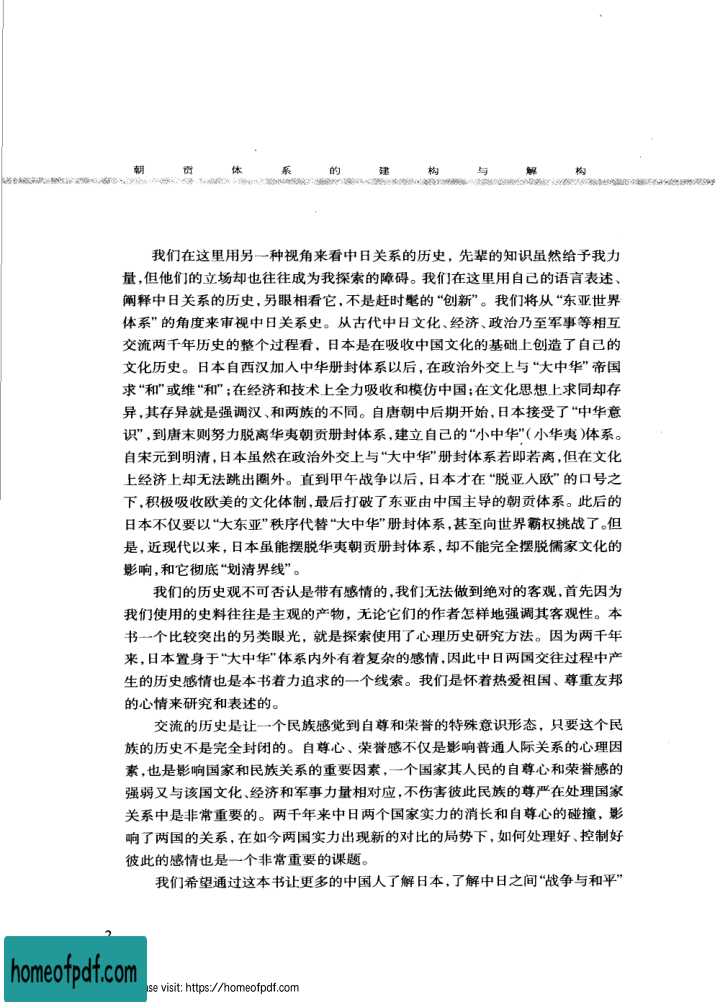 朝贡体系的建构与解构
我们在这里用另一种视角来看中日关系的历史，先辈的知识虽然给予我力
量，但他们的立场却也往往成为我探索的障碍。我们在这里用自己的语言表述、
阐释中日关系的历史，另眼相看它，不是赶时髦的“创新”。我们将从“东亚世界
体系”的角度来审视中日关系史。从古代中日文化、经济、政治乃至军事等相互
交流两千年历史的整个过程看，日本是在吸收中国文化的基础上创造了自己的
文化历史。日本自西汉加入中华册封体系以后，在政治外交上与“大中华”帝国
求“和”或维“和”；在经济和技术上全力吸收和模仿中国；在文化思想上求同却存
异，其存异就是强调汉、和两族的不同。自唐朝中后期开始，日本接受了“中华意
识”，到唐末则努力脱离华夷朝贡册封体系，建立自己的“小中华”（小华夷）体系。
自宋元到明清，日本虽然在政治外交上与“大中华”册封体系若即若离，但在文化
上经济上却无法跳出圈外。直到甲午战争以后，日本才在“脱亚入欧”的口号之
下，积极吸收欧美的文化体制，最后打破了东亚由中国主导的朝贡体系。此后的
日本不仅要以“大东亚”秩序代替“大中华”册封体系，甚至向世界霸权挑战了。但
是，近现代以来，日本虽能摆脱华夷朝贡册封体系，却不能完全摆脱儒家文化的
影响，和它彻底“划清界线”。
我们的历史观不可否认是带有感情的，我们无法做到绝对的客观，首先因为
我们使用的史料往往是主观的产物，无论它们的作者怎样地强调其客观性。本
书一个比较突出的另类眼光，就是探索使用了心理历史研究方法。因为两千年
来，日本置身于“大中华”体系内外有着复杂的感情，因此中日两国交往过程中产
生的历史感情也是本书着力追求的一个线索。我们是怀着热爱祖国、尊重友邦
的心情来研究和表述的。
交流的历史是让一个民族感觉到自尊和荣誉的特殊意识形态，只要这个民
族的历史不是完全封闭的。自尊心、荣誉感不仅是影响普通人际关系的心理因
素，也是影响国家和民族关系的重要因素，一个国家其人民的自尊心和荣誉感的
强弱又与该国文化、经济和军事力量相对应，不伤害彼此民族的尊严在处理国家
关系中是非常重要的。两千年来中日两个国家实力的消长和自尊心的碰撞，影
响了两国的关系，在如今两国实力出现新的对比的局势下，如何处理好、控制好
彼此的感情也是一个非常重要的课题。
我们希望通过这本书让更多的中国人了解日本，了解中日之间“战争与和平”
2
homeofpdf.com
visit: https://homeofpdf.com